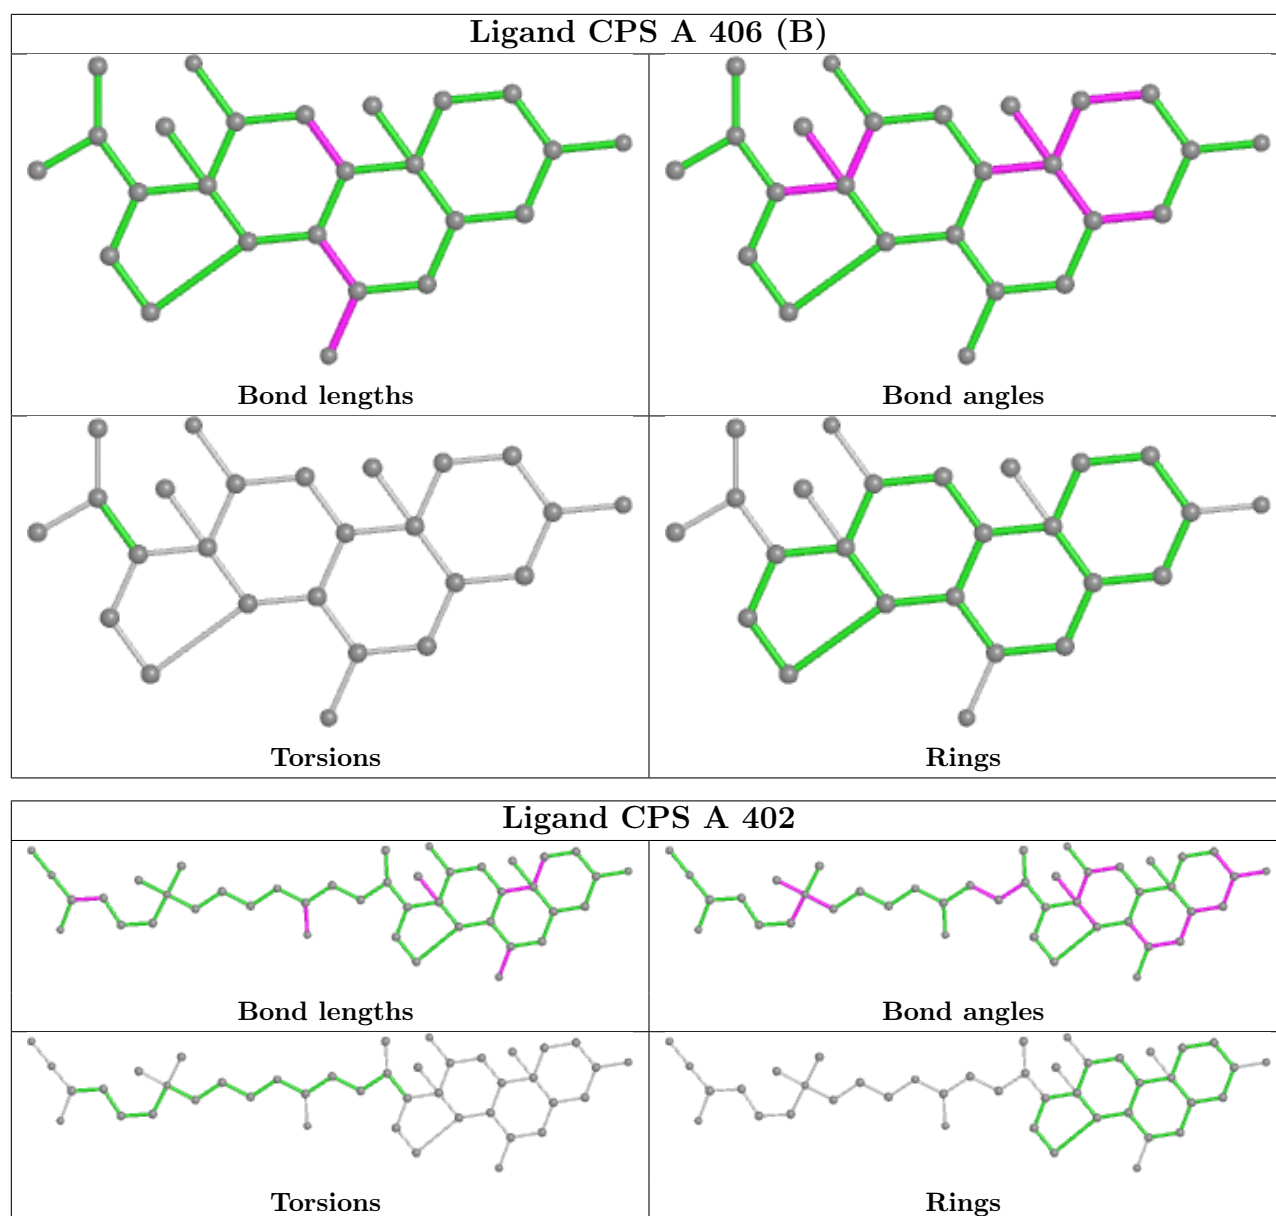 Ligand CPS A 406 (B)
Bond lengths
Bond angles
Torsions
Rings
Ligand CPS A 402
Bond lengths
Bond angles
Torsions
Rings